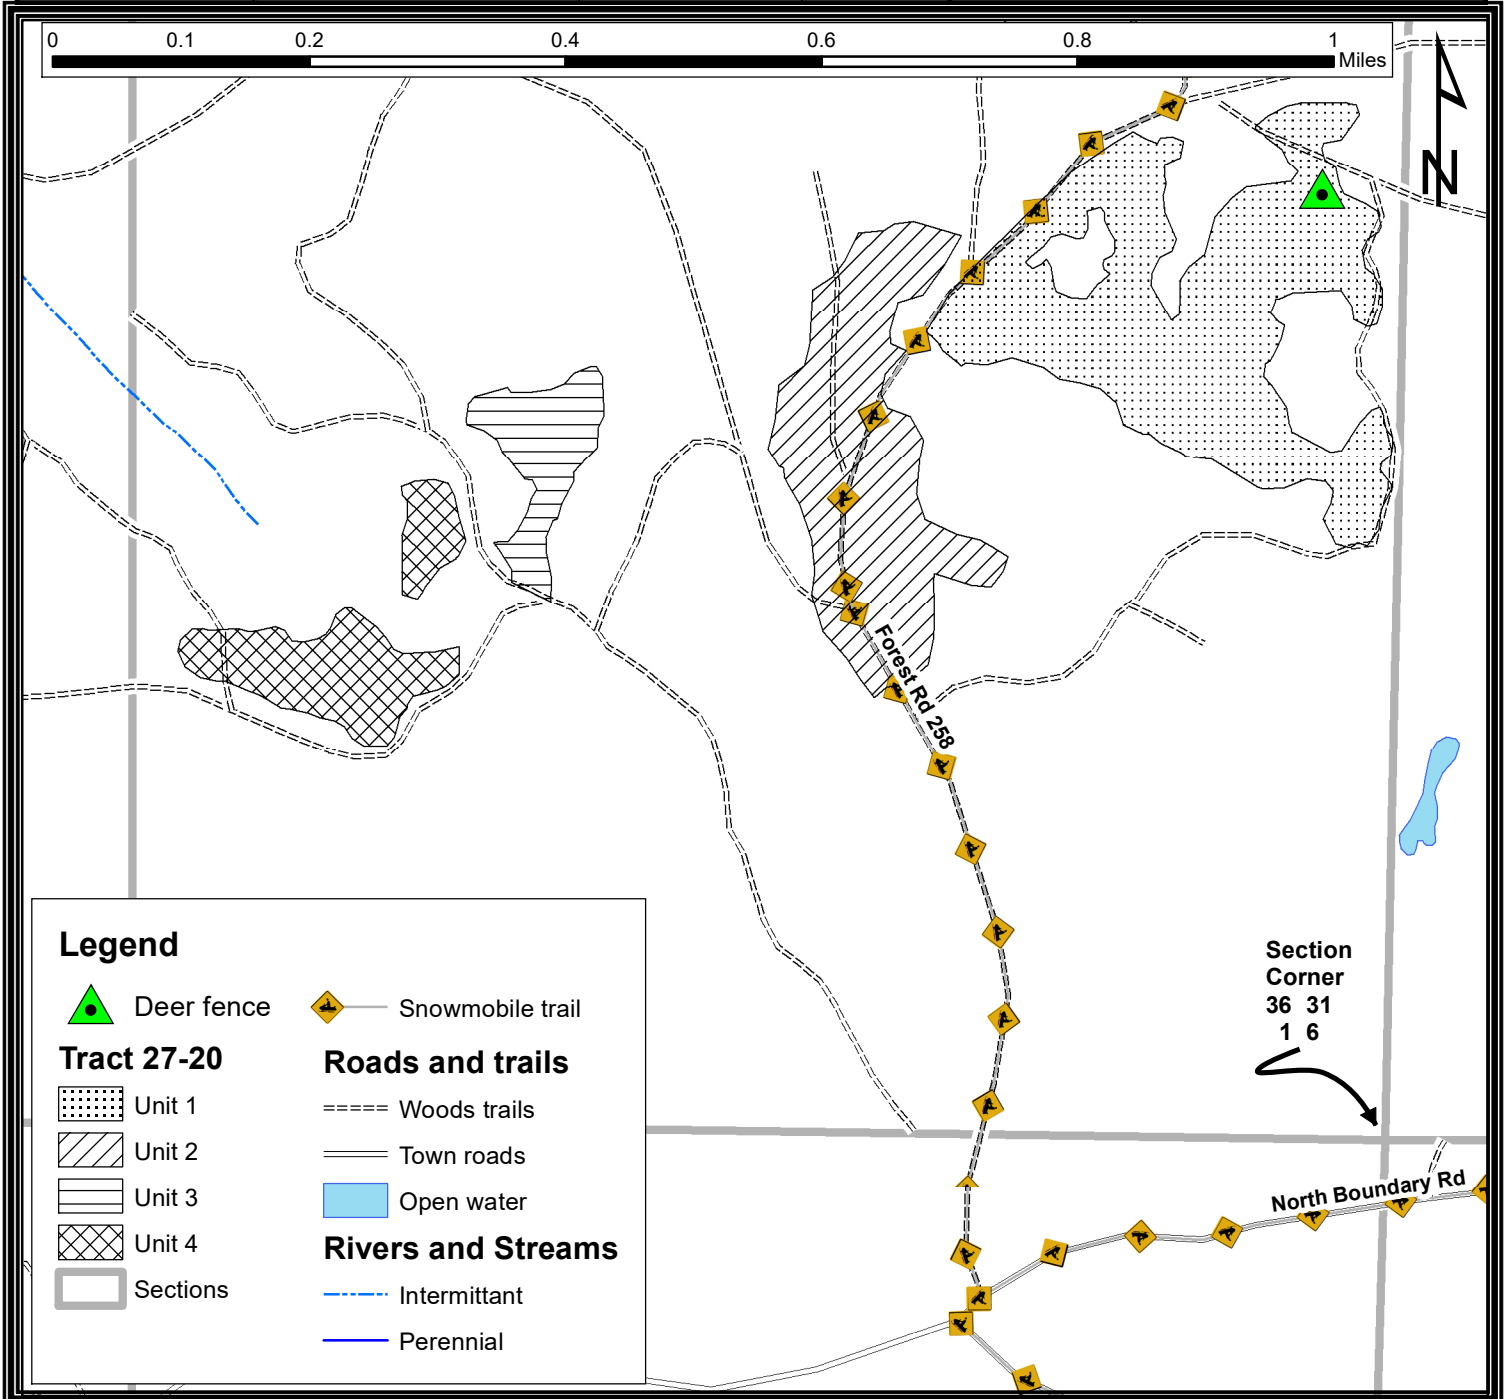 0 0.1 0.2 0.4 0.6 0.8 1
Miles
N
Forest Rd 258
Section
Corner
36 31
1 6
North Boundary Rd
Legend
Deer fence
Snowmobile trail
Tract 27-20
Unit 1
Unit 2
Unit 3
Unit 4
Sections
Roads and trails
Woods trails
Town roads
Open water
Rivers and Streams
Intermittant
Perennial